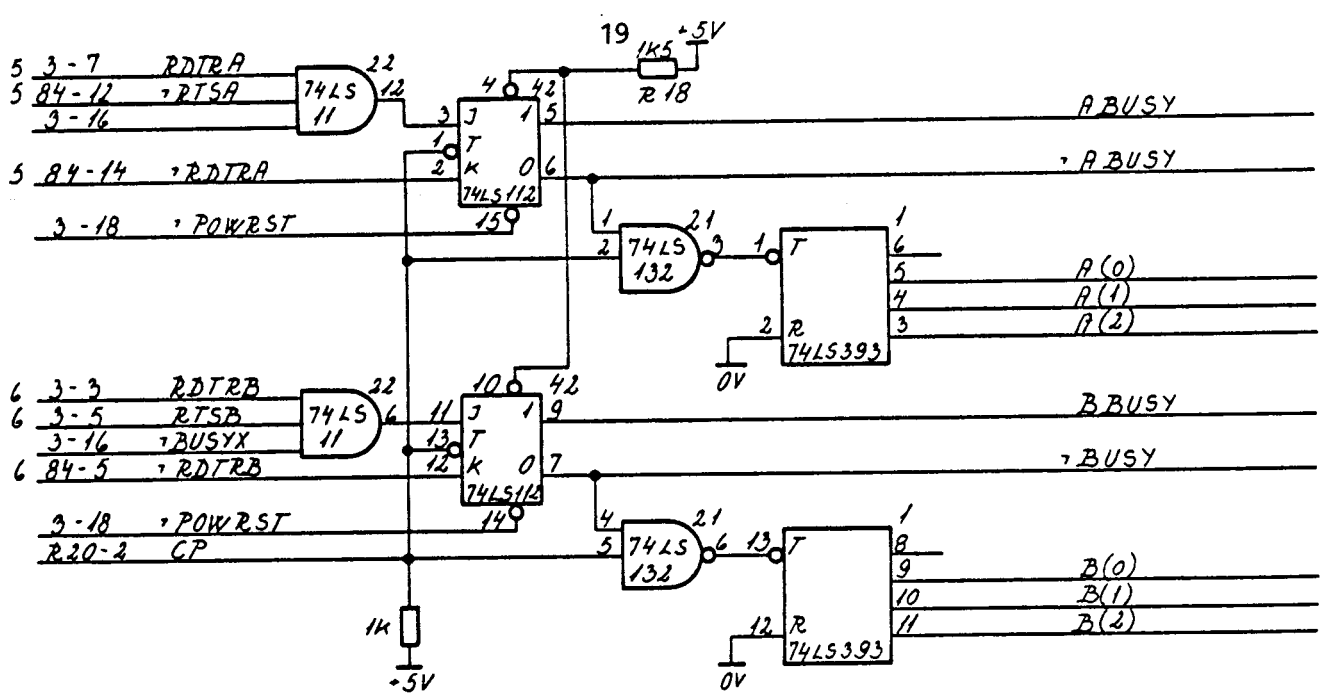 19 +5V
1K5
R18
5 3-7 RDTRA 22
5 84-12 ¬RTSA 74LS 12
3-16 11
4 42
3 J 1 5 ABUSY
1 T
2 K 0 6 ¬ABUSY
5 84-14 ¬RDTRA
74LS112
3-18 ¬POWRST 15
1 21 1
2 74LS 3 1 T 6
132
5 A(0)
4 A(1)
2 R 3 A(2)
74LS393
0V
6 3-3 RDTRB 22 10 42
6 3-5 RTSB 74LS 6 11 J 1 9 BBUSY
3-16 ¬BUSYX 11 13 T
6 84-5 ¬RDTRB 12 K 0 7 ¬BUSY
74LS112
3-18 ¬POWRST 14
R20-2 CP
4 21 1
5 74LS 6 13 T 8
132
9 B(0)
10 B(1)
12 R 11 B(2)
74LS393
1K
+5V 0V